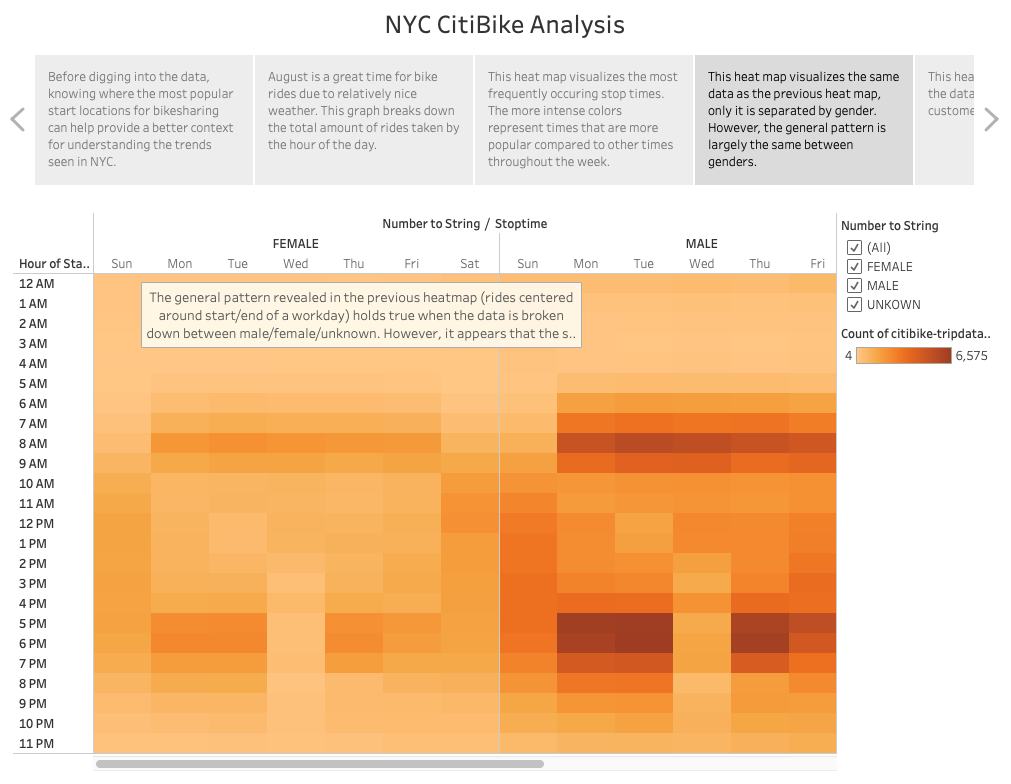 NYC CitiBike Analysis
Before digging into the data,
knowing where the most popular
start locations for bikesharing
can help provide a better context
for understanding the trends
seen in NYC.
August is a great time for bike
rides due to relatively nice
weather. This graph breaks down
the total amount of rides taken by
the hour of the day.
This heat map visualizes the most
frequently occuring stop times.
The more intense colors
represent times that are more
popular compared to other times
throughout the week.
This heat map visualizes the same
data as the previous heat map,
only it is separated by gender.
However, the general pattern is
largely the same between
genders.
This hea
the data
custome
Number to String / Stoptime
FEMALE MALE
Hour of Sta.. Sun Mon Tue Wed Thu Fri Sat Sun Mon Tue Wed Thu Fri
12 AM
1 AM
2 AM
3 AM
4 AM
5 AM
6 AM
7 AM
8 AM
9 AM
10 AM
11 AM
12 PM
1 PM
2 PM
3 PM
4 PM
5 PM
6 PM
7 PM
8 PM
9 PM
10 PM
11 PM
The general pattern revealed in the previous heatmap (rides centered
around start/end of a workday) holds true when the data is broken
down between male/female/unknown. However, it appears that the s..
Number to String
(All)
FEMALE
MALE
UNKOWN
Count of citibike-tripdata..
4 6,575